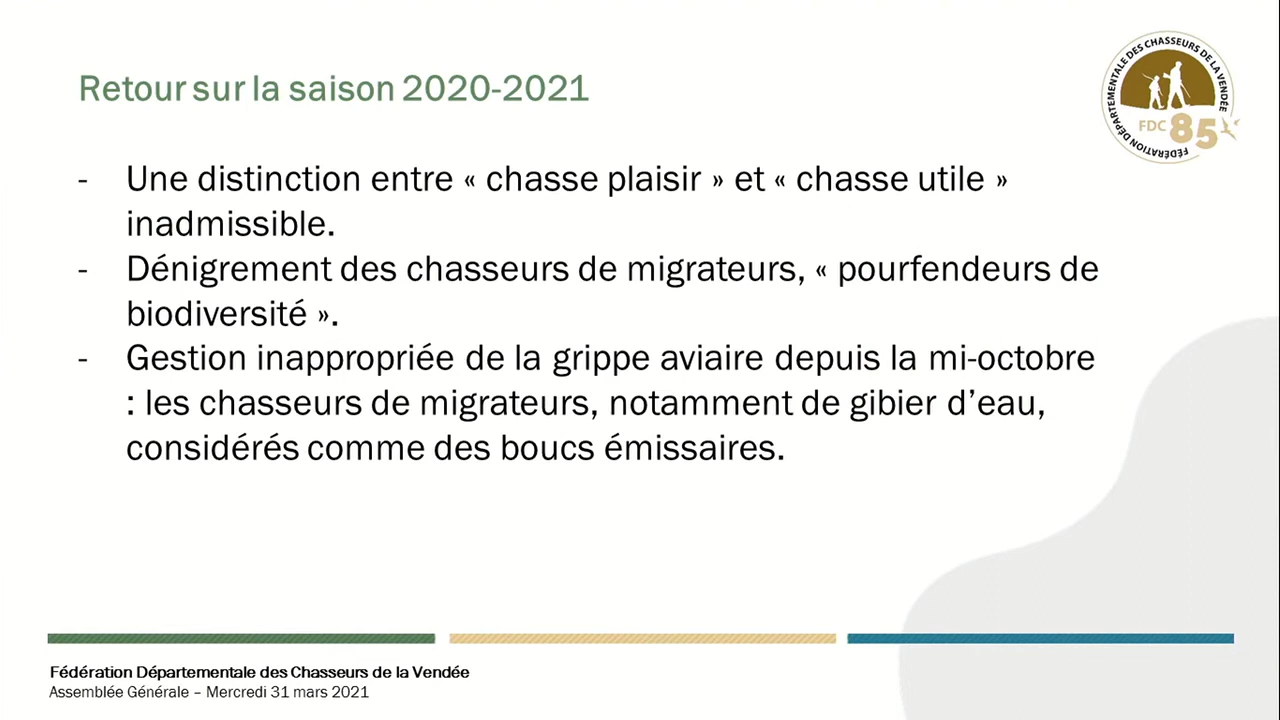 Retour sur la saison 2020-2021
FÉDÉRATION DÉPARTEMENTALE DES CHASSEURS DE LA VENDÉE
FDC 85
- Une distinction entre « chasse plaisir » et « chasse utile »
inadmissible.
- Dénigrement des chasseurs de migrateurs, « pourfendeurs de
biodiversité ».
- Gestion inappropriée de la grippe aviaire depuis la mi-octobre
: les chasseurs de migrateurs, notamment de gibier d’eau,
considérés comme des boucs émissaires.
Fédération Départementale des Chasseurs de la Vendée
Assemblée Générale – Mercredi 31 mars 2021